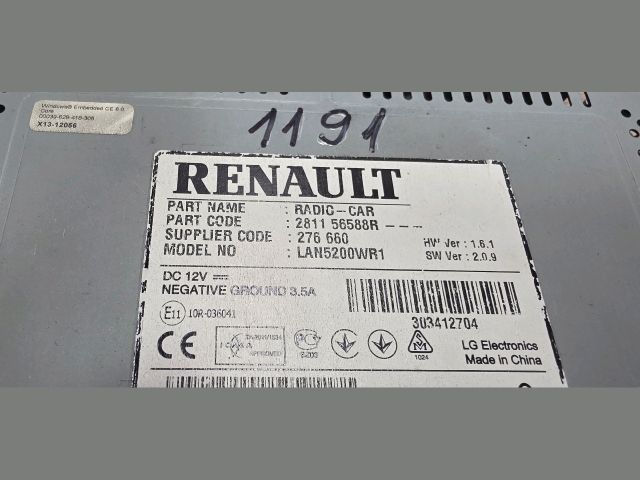 Windows® Embedded CE 6.0
Core
X13-12056
1191
RENAULT
PART NAME : RADIO-CAR
PART CODE : 2811 56588R - - -
SUPPLIER CODE : 276 660
MODEL NO : LAN5200WR1
HW Ver : 1.6.1
SW Ver : 2.0.9
DC 12V
NEGATIVE GROUND 3.5A
E11 10R-036041
303412704
CE
APPROVED
M
1024
LG Electronics
Made in China